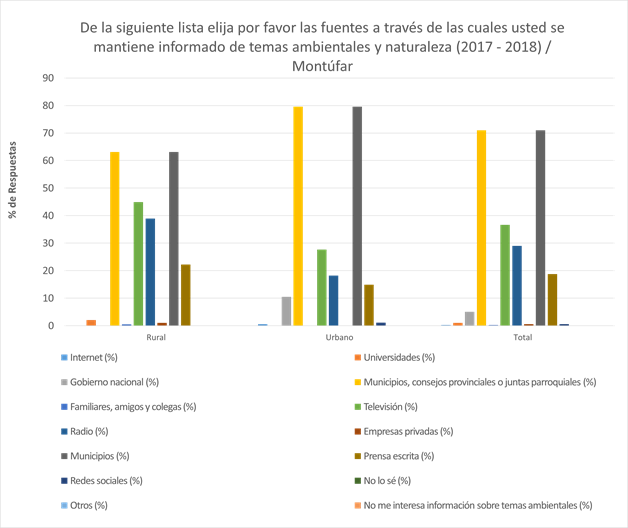 De la siguiente lista elija por favor las fuentes a través de las cuales usted se
mantiene informado de temas ambientales y naturaleza (2017 - 2018) /
Montúfar
% de Respuestas
90
80
70
60
50
40
30
20
10
0
Rural
Urbano
Total
Internet (%)
Universidades (%)
Gobierno nacional (%)
Municipios, consejos provinciales o juntas parroquiales (%)
Familiares, amigos y colegas (%)
Televisión (%)
Radio (%)
Empresas privadas (%)
Municipios (%)
Prensa escrita (%)
Redes sociales (%)
No lo sé (%)
Otros (%)
No me interesa información sobre temas ambientales (%)